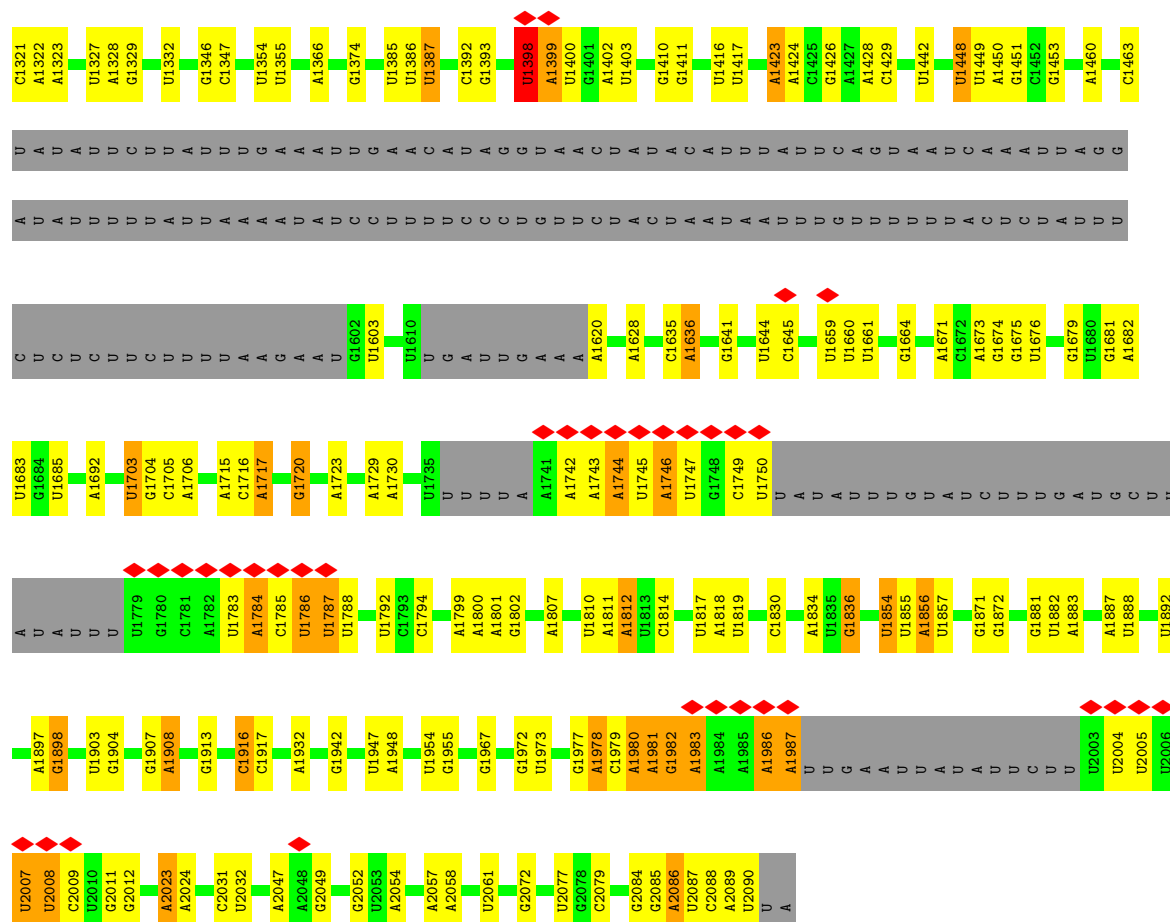 C1321 A1322 A1323 U1327 A1328 G1329 U1332 G1346 C1347 U1354 U1355 A1366 G1374 U1385 U1386 U1387 C1392 G1393 U1398 A1399 U1400 G1401 A1402 U1403 G1410 G1411 U1416 U1417 A1423 A1424 C1425 G1426 A1427 A1428 C1429 U1442 U1448 U1449 A1450 G1451 C1452 G1453 A1460 C1463
U A U A U U C U U A U U U G A A A U U G A A C A U A G G U A A C U A U A C A U U U A U U C A G U A A U C A A A U U A G G
A U A U U U U U U A U U A A A A U A U C C U U U U C C C U G U U C U A C U A A U A A U U U G U U U U U A C U C U A U U U
C U C U C U U C U U U U A A G A A U G1602 U1603 U1610 U G A U U G A A A A1620 A1628 C1635 A1636 G1641 U1644 C1645 U1659 U1660 U1661 G1664 A1671 C1672 A1673 G1674 G1675 U1676 G1679 U1680 G1681 A1682
U1683 G1684 U1685 A1692 U1703 G1704 C1705 A1706 A1715 C1716 A1717 G1720 A1723 A1729 A1730 U1735 U U U U A A1741 A1742 A1743 A1744 U1745 A1746 U1747 G1748 C1749 U1750 U A U A U U U G U A U C U U U G A U G C U U
A U A U U U U1779 G1780 C1781 A1782 U1783 A1784 C1785 U1786 U1787 U1788 U1792 C1793 C1794 A1799 A1800 A1801 G1802 A1807 U1810 A1811 A1812 U1813 C1814 U1817 A1818 U1819 C1830 A1834 U1835 G1836 U1854 U1855 A1856 U1857 G1871 G1872 G1881 U1882 A1883 A1887 U1888 U1892
A1897 G1898 U1903 G1904 G1907 A1908 G1913 C1916 C1917 A1932 G1942 U1947 A1948 U1954 G1955 G1967 G1972 U1973 G1977 A1978 C1979 A1980 A1981 G1982 A1983 A1984 A1985 A1986 A1987 U U G A A U U A U A U U C U U U2003 U2004 U2005 U2006
U2007 U2008 C2009 U2010 G2011 G2012 A2023 A2024 C2031 U2032 A2047 A2048 G2049 G2052 U2053 A2054 A2057 A2058 U2061 G2072 U2077 G2078 C2079 G2084 G2085 A2086 U2087 C2088 A2089 U2090 U A